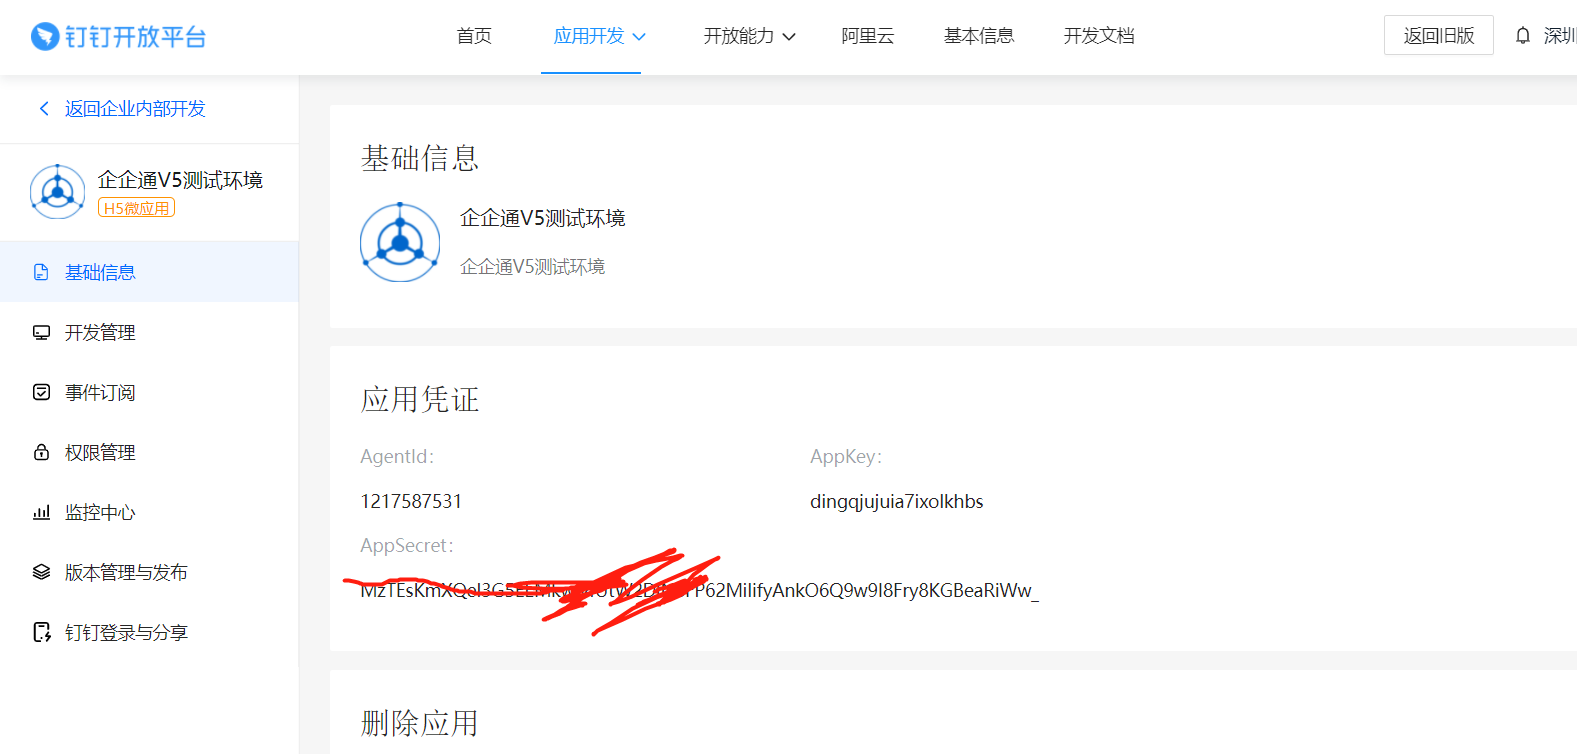 钉钉开放平台
首页
应用开发
开放能力
阿里云
基本信息
开发文档
返回旧版
深圳
返回企业内部开发
企企通V5测试环境
H5微应用
基础信息
开发管理
事件订阅
权限管理
监控中心
版本管理与发布
钉钉登录与分享
基础信息
企企通V5测试环境
企企通V5测试环境
应用凭证
AgentId:
AppKey:
1217587531
dingqjujuia7ixolkhbs
AppSecret:
删除应用